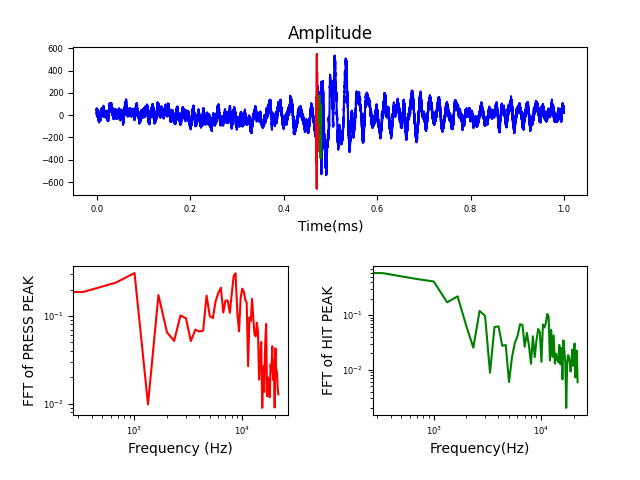 Amplitude
600
400
200
0
−200
−400
−600
0.0 0.2 0.4 0.6 0.8 1.0
Time(ms)
FFT of PRESS PEAK
10⁻¹
10⁻²
10³ 10⁴
Frequency (Hz)
FFT of HIT PEAK
10⁻¹
10⁻²
10³ 10⁴
Frequency(Hz)